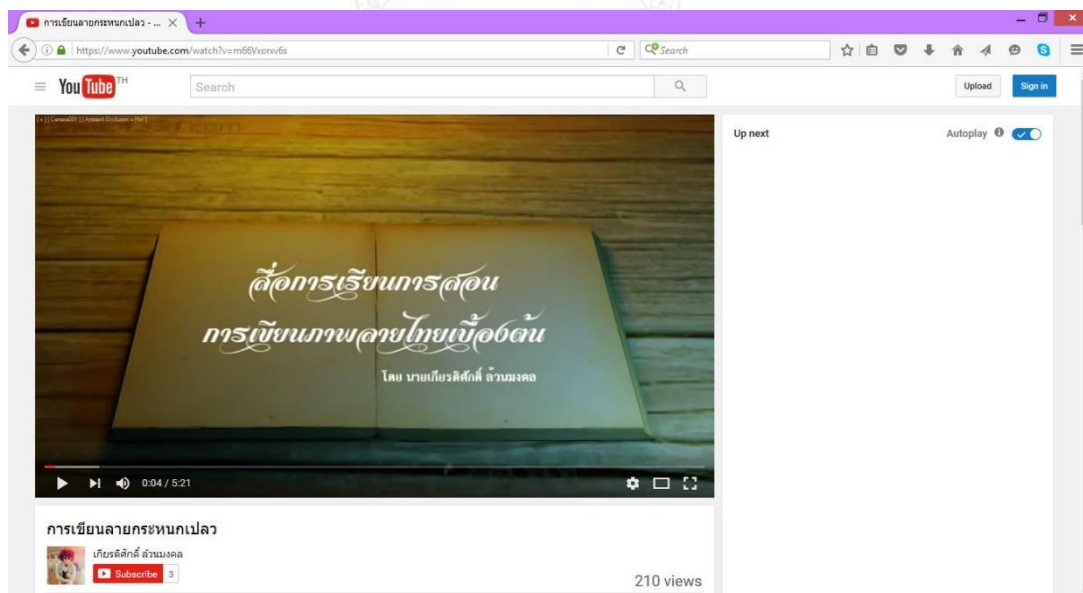 การเขียนลายกระหนกเปลว - ...
https://www.youtube.com/watch?v=m66Vxorxv6s
Search
YouTube TH
Search
Upload
Sign in
[ + ] [ Camera001 ] [ Ambient Occlusion + Hw ]
สื่อการเรียนการสอน
การเขียนภาพลายไทยเบื้องต้น
โดย นายเกียรติศักดิ์ ล้วนมงคล
0:04 / 5:21
Up next
Autoplay
การเขียนลายกระหนกเปลว
เกียรติศักดิ์ ล้วนมงคล
Subscribe 3
210 views